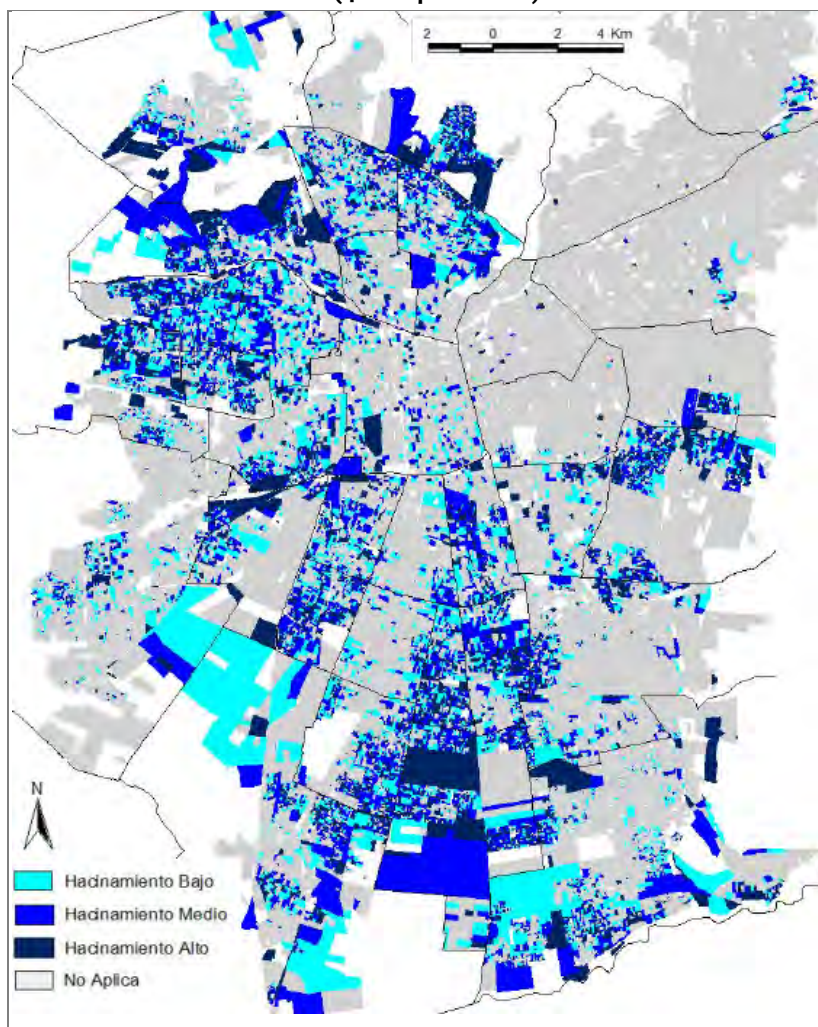 2 0 2 4 Km
N
Hacinamiento Bajo
Hacinamiento Medio
Hacinamiento Alto
No Aplica